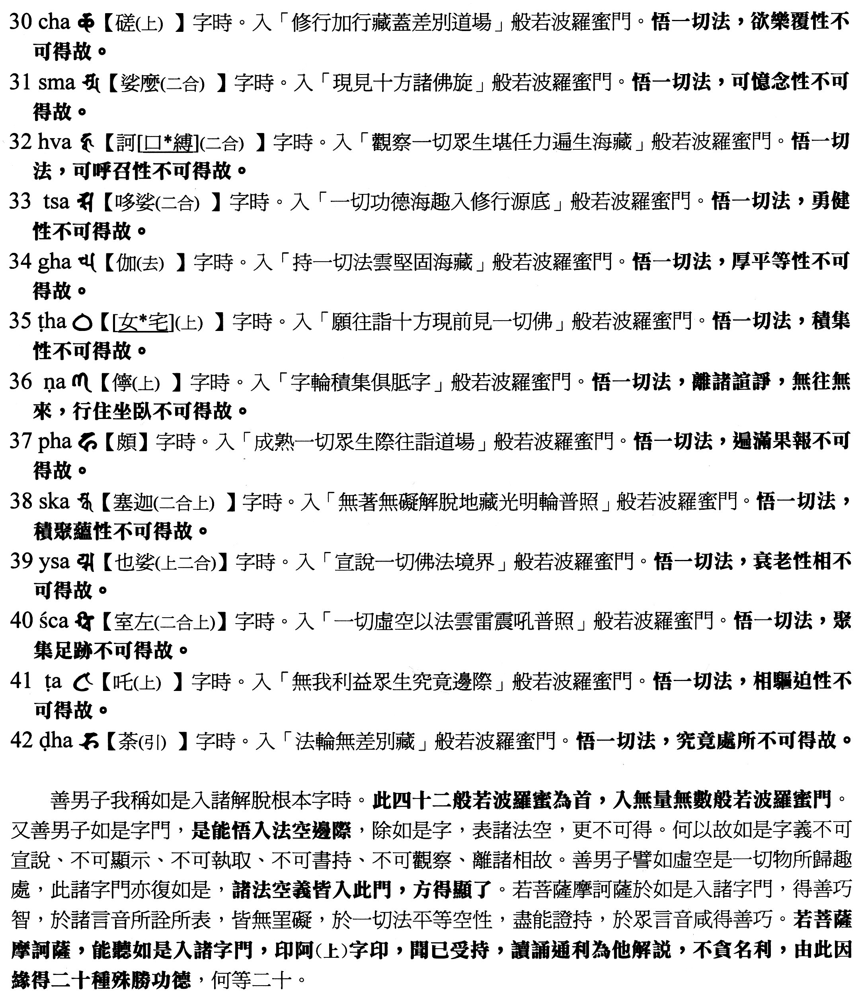 30 cha 【磋(上) 】字時。入「修行加行藏蓋差別道場」般若波羅蜜門。悟一切法，欲樂覆性不
可得故。
31 sma 【娑麼(二合) 】字時。入「現見十方諸佛旋」般若波羅蜜門。悟一切法，可憶念性不可
得故。
32 hva 【訶[口*縛](二合) 】字時。入「觀察一切眾生堪任力遍生海藏」般若波羅蜜門。悟一切
法，可呼召性不可得故。
33 tsa 【哆娑(二合) 】字時。入「一切功德海趣入修行源底」般若波羅蜜門。悟一切法，勇健
性不可得故。
34 gha 【伽(去) 】字時。入「持一切法雲堅固海藏」般若波羅蜜門。悟一切法，厚平等性不可
得故。
35 ṭha 【[女*宅](上) 】字時。入「願往詣十方現前見一切佛」般若波羅蜜門。悟一切法，積集
性不可得故。
36 ṇa 【儜(上) 】字時。入「字輪積集俱胝字」般若波羅蜜門。悟一切法，離諸諠諍，無往無
來，行住坐臥不可得故。
37 pha 【頗】字時。入「成熟一切眾生際往詣道場」般若波羅蜜門。悟一切法，遍滿果報不可
得故。
38 ska 【塞迦(二合上) 】字時。入「無著無礙解脫地藏光明輪普照」般若波羅蜜門。悟一切法，
積聚蘊性不可得故。
39 ysa 【也娑(上二合)】字時。入「宣說一切佛法境界」般若波羅蜜門。悟一切法，衰老性相不
可得故。
40 śca 【室左(二合上)】字時。入「一切虛空以法雲雷震吼普照」般若波羅蜜門。悟一切法，聚
集足跡不可得故。
41 ṭa 【吒(上) 】字時。入「無我利益眾生究竟邊際」般若波羅蜜門。悟一切法，相驅迫性不
可得故。
42 ḍha 【茶(引) 】字時。入「法輪無差別藏」般若波羅蜜門。悟一切法，究竟處所不可得故。
善男子我稱如是入諸解脫根本字時。此四十二般若波羅蜜為首，入無量無數般若波羅蜜門。
又善男子如是字門，是能悟入法空邊際，除如是字，表諸法空，更不可得。何以故如是字義不可
宣說、不可顯示、不可執取、不可書持、不可觀察、離諸相故。善男子譬如虛空是一切物所歸趣
處，此諸字門亦復如是，諸法空義皆入此門，方得顯了。若菩薩摩訶薩於如是入諸字門，得善巧
智，於諸言音所詮所表，皆無罣礙，於一切法平等空性，盡能證持，於眾言音咸得善巧。若菩薩
摩訶薩，能聽如是入諸字門，印阿(上)字印，聞已受持，讀誦通利為他解說，不貪名利，由此因
緣得二十種殊勝功德，何等二十。